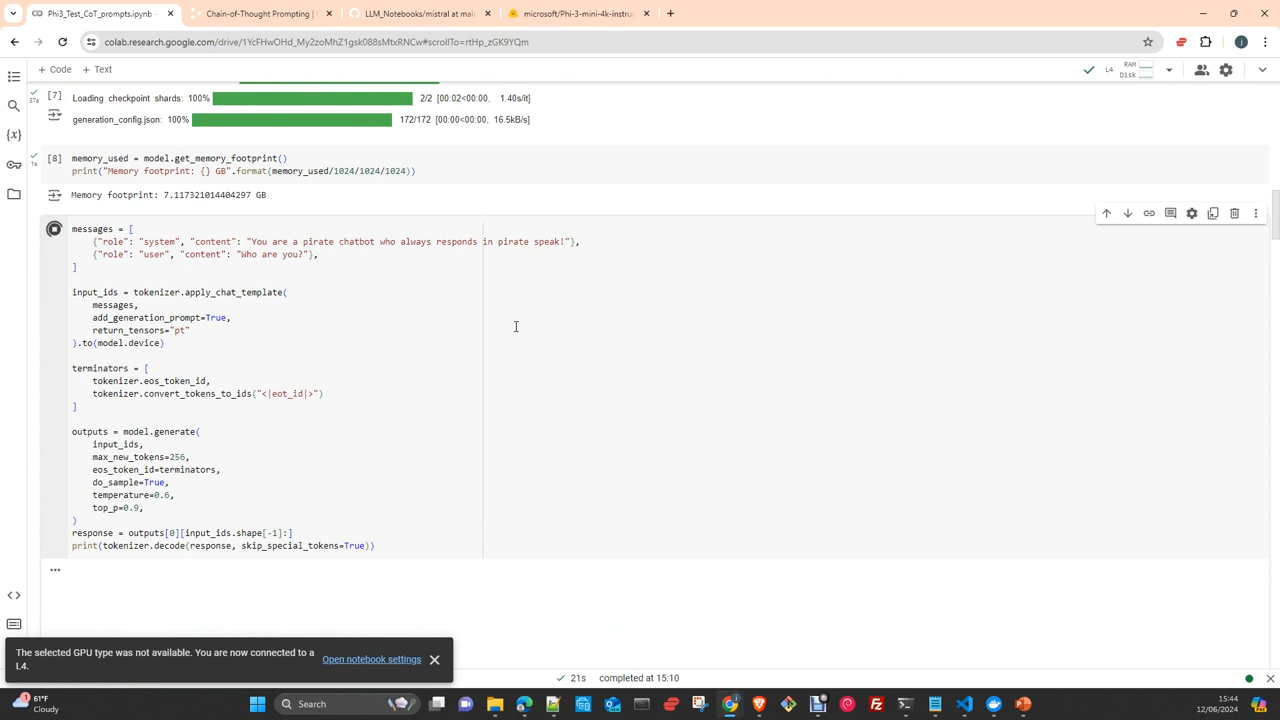 Phi3_Test_CoT_prompts.ipynb -
Chain-of-Thought Prompting |
LLM_Notebooks/mistral at main
microsoft/Phi-3-mini-4k-instruc
colab.research.google.com/drive/1YcFHwOHd_My2zoMhZ1gsk088sMtxRNCw#scrollTo=rtHp_zGK9YQm
+ Code + Text
L4 RAM
Disk
37s
[7]
Loading checkpoint shards: 100% 2/2 [00:02<00:00, 1.40s/it]
generation_config.json: 100% 172/172 [00:00<00:00, 16.5kB/s]
1s
[8]
memory_used = model.get_memory_footprint()
print("Memory footprint: {} GB".format(memory_used/1024/1024/1024))
Memory footprint: 7.117321014404297 GB
messages = [
{"role": "system", "content": "You are a pirate chatbot who always responds in pirate speak!"},
{"role": "user", "content": "Who are you?"},
]
input_ids = tokenizer.apply_chat_template(
messages,
add_generation_prompt=True,
return_tensors="pt"
).to(model.device)
terminators = [
tokenizer.eos_token_id,
tokenizer.convert_tokens_to_ids("<|eot_id|>")
]
outputs = model.generate(
input_ids,
max_new_tokens=256,
eos_token_id=terminators,
do_sample=True,
temperature=0.6,
top_p=0.9,
)
response = outputs[0][input_ids.shape[-1]:]
print(tokenizer.decode(response, skip_special_tokens=True))
...
The selected GPU type was not available. You are now connected to a
L4.
Open notebook settings
21s completed at 15:10
1
61°F
Cloudy
Search
15:44
12/06/2024